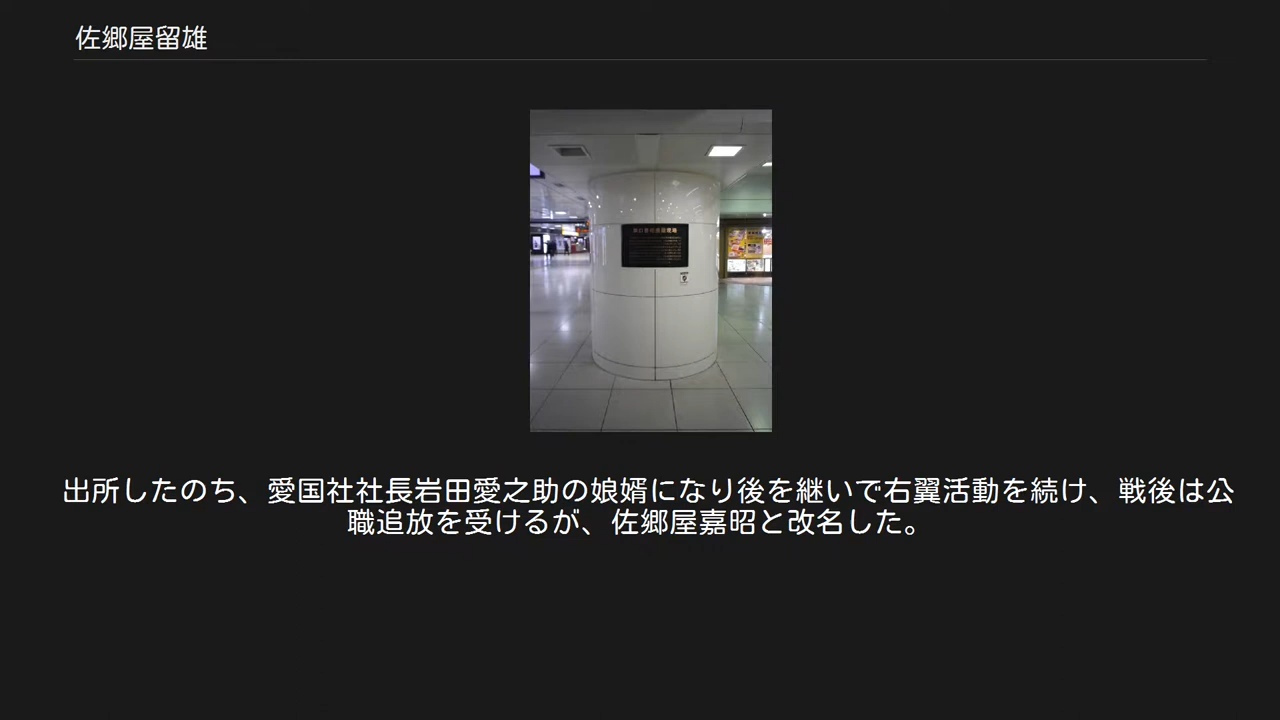 佐郷屋留雄
出所したのち、愛国社社長岩田愛之助の娘婿になり後を継いで右翼活動を続け、戦後は公
職追放を受けるが、佐郷屋嘉昭と改名した。